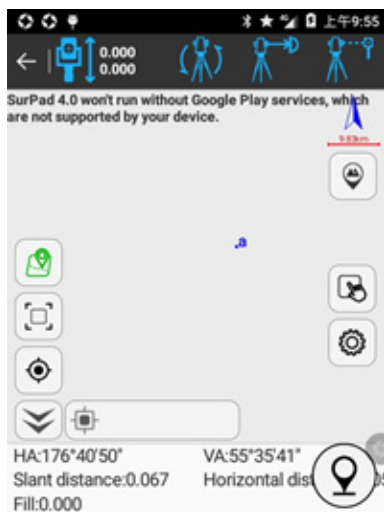 上午9:55
0.000
0.000
SurPad 4.0 won't run without Google Play services, which
are not supported by your device.
9.83km
a
HA:176°40'50" VA:55°35'41"
Slant distance:0.067 Horizontal
Fill:0.000